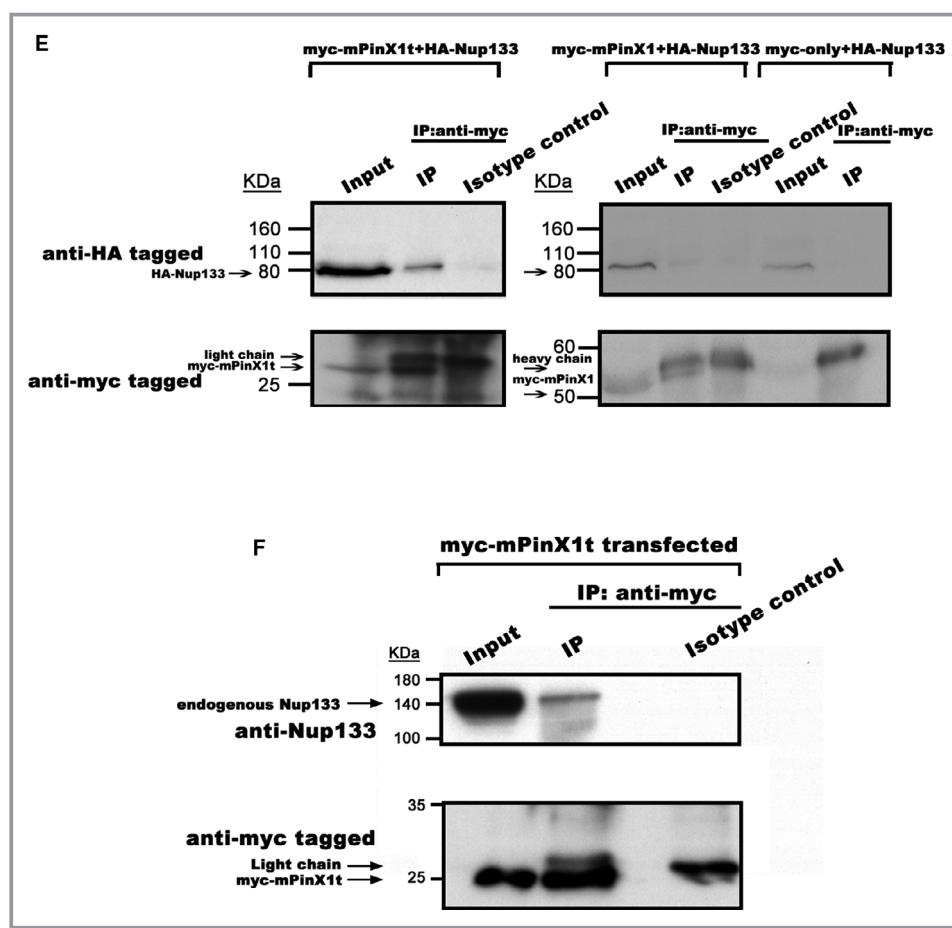 E
myc-mPinX1t+HA-Nup133
myc-mPinX1+HA-Nup133
myc-only+HA-Nup133
IP:anti-myc
IP:anti-myc
IP:anti-myc
KDa
Input
IP
Isotype control
KDa
Input
IP
Isotype control
Input
IP
anti-HA tagged
HA-Nup133
160
110
80
160
110
80
anti-myc tagged
light chain
myc-mPinX1t
25
heavy chain
myc-mPinX1
60
50
F
myc-mPinX1t transfected
IP: anti-myc
KDa
Input
IP
Isotype control
endogenous Nup133
anti-Nup133
180
140
100
anti-myc tagged
Light chain
myc-mPinX1t
35
25